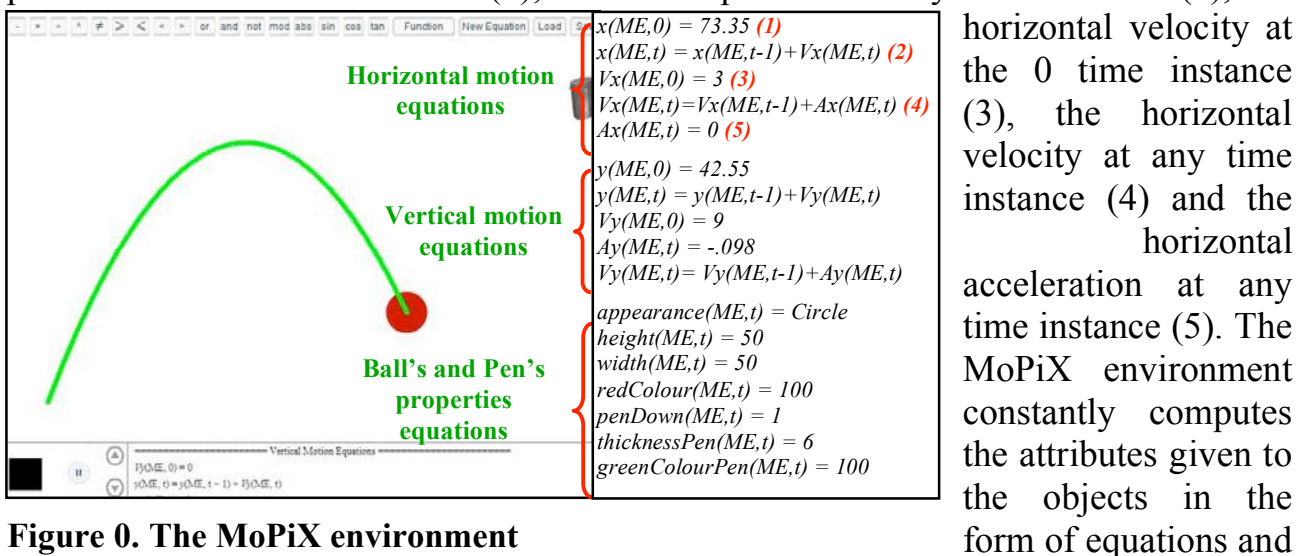 - × ÷ ^ ≠ > < or and not mod abs sin cos tan Function New Equation Load
Horizontal motion
equations
Vertical motion
equations
Ball's and Pen's
properties
equations
Vertical Motion Equations
Vy(ME, 0) = 0
y(ME, t) = y(ME, t − 1) + Vy(ME, t)
x(ME,0) = 73.35 (1)
x(ME,t) = x(ME,t-1)+Vx(ME,t) (2)
Vx(ME,0) = 3 (3)
Vx(ME,t)=Vx(ME,t-1)+Ax(ME,t) (4)
Ax(ME,t) = 0 (5)
y(ME,0) = 42.55
y(ME,t) = y(ME,t-1)+Vy(ME,t)
Vy(ME,0) = 9
Ay(ME,t) = -.098
Vy(ME,t)= Vy(ME,t-1)+Ay(ME,t)
appearance(ME,t) = Circle
height(ME,t) = 50
width(ME,t) = 50
redColour(ME,t) = 100
penDown(ME,t) = 1
thicknessPen(ME,t) = 6
greenColourPen(ME,t) = 100
Figure 0. The MoPiX environment
horizontal velocity at
the 0 time instance
(3), the horizontal
velocity at any time
instance (4) and the
horizontal
acceleration at any
time instance (5). The
MoPiX environment
constantly computes
the attributes given to
the objects in the
form of equations and